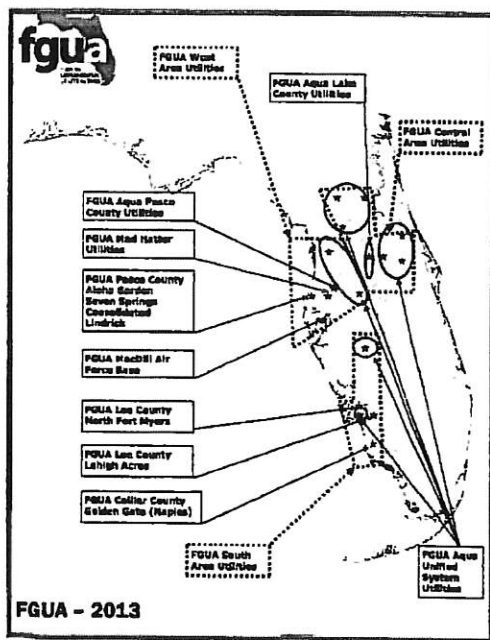 fgua
FGUA West
Area Utilities
FGUA Aqua Lake
County Utilities
FGUA Central
Area Utilities
FGUA Aqua Pasco
County Utilities
FGUA Mad Hatter
Utilities
FGUA Pasco County
Aloha Garden
Seven Springs
Consolidated
Lindrick
FGUA MacDill Air
Force Base
FGUA Lee County
North Fort Myers
FGUA Lee County
Lehigh Acres
FGUA Collier County
Golden Gate (Naples)
FGUA South
Area Utilities
FGUA Aqua
Unified
System
Utilities
FGUA – 2013